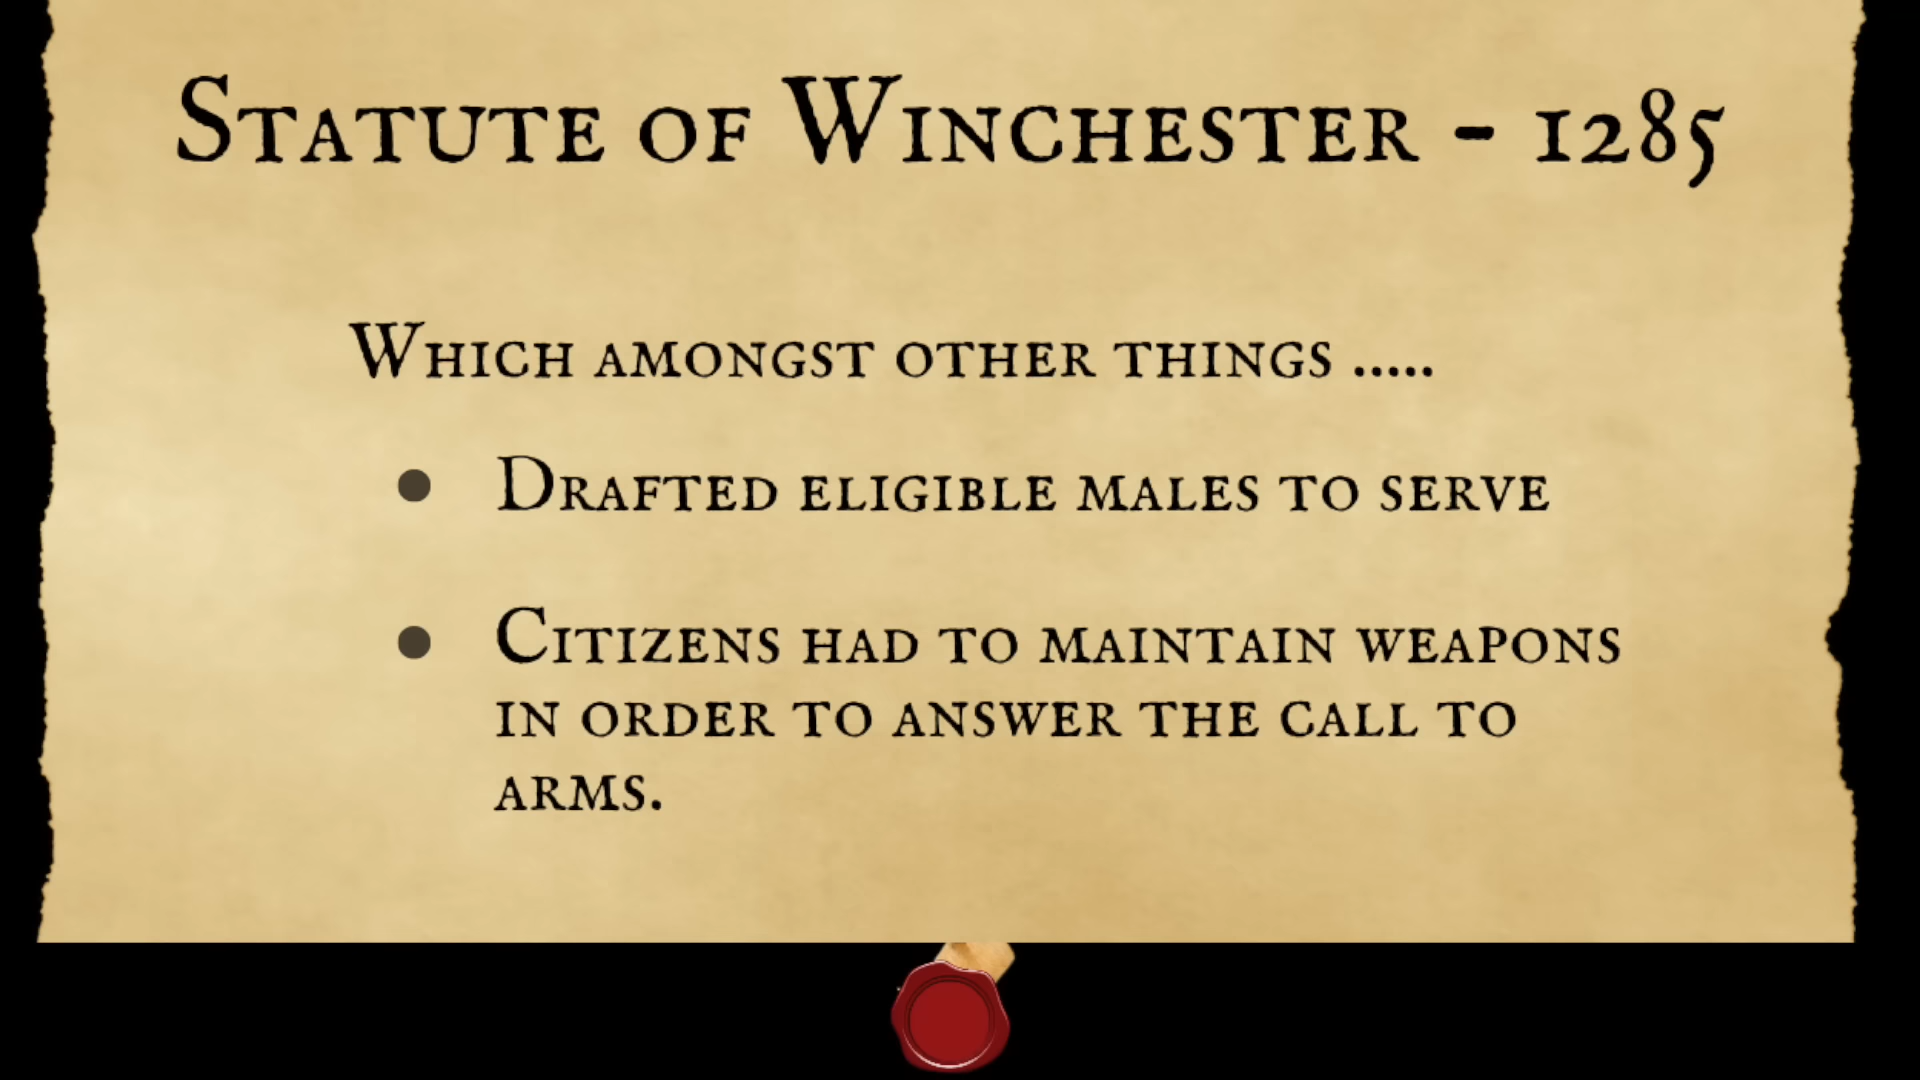 Statute of Winchester - 1285
Which amongst other things .....
Drafted eligible males to serve
Citizens had to maintain weapons
in order to answer the call to
arms.